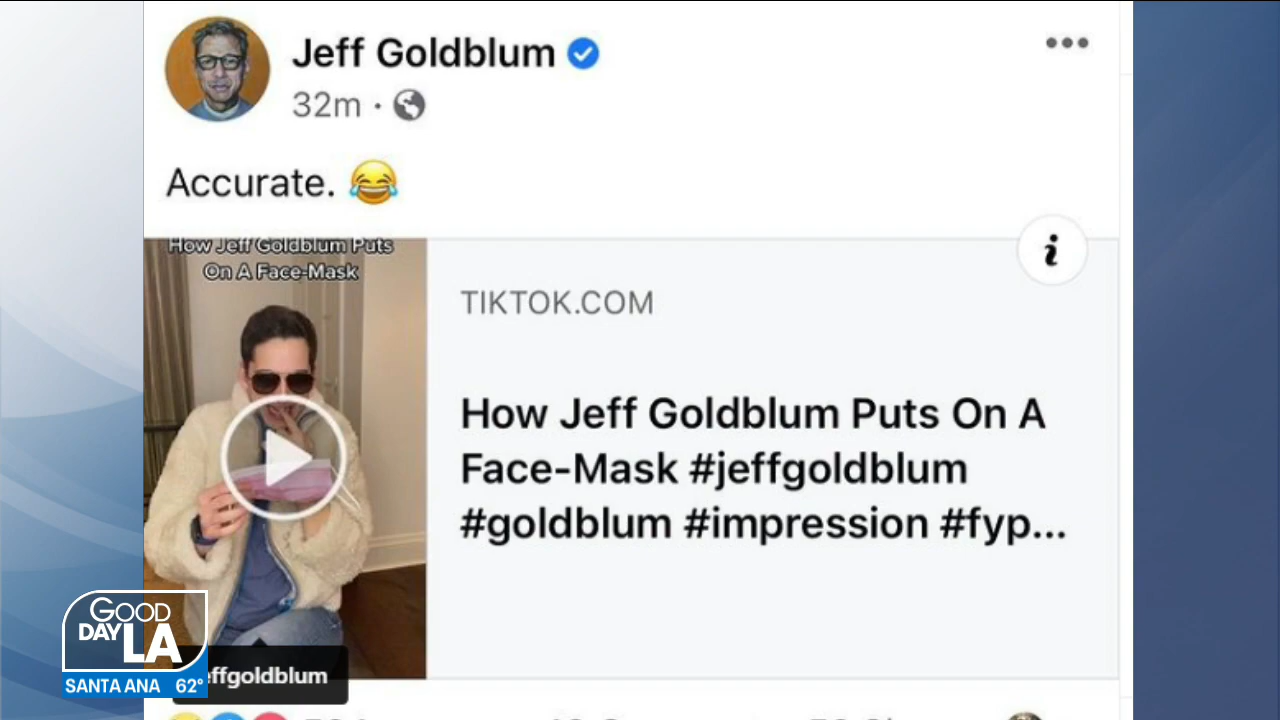 Jeff Goldblum
32m ·
Accurate. 😂
How Jeff Goldblum Puts
On A Face-Mask
TIKTOK.COM
How Jeff Goldblum Puts On A
Face-Mask #jeffgoldblum
#goldblum #impression #fyp...
effgoldblum
GOOD
DAY LA
SANTA ANA 62°